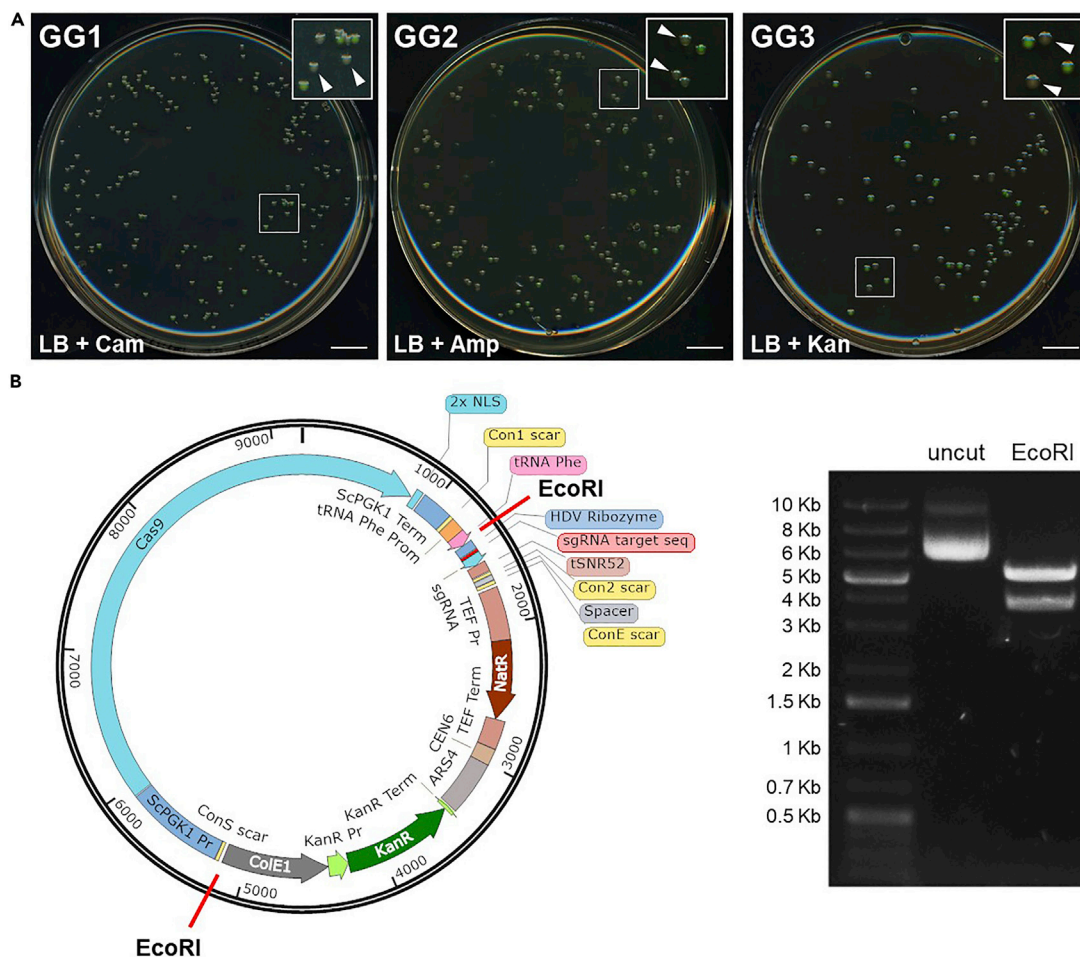 A
GG1
GG2
GG3
LB + Cam
LB + Amp
LB + Kan
B
2x NLS
Con1 scar
tRNA Phe
EcoRI
HDV Ribozyme
sgRNA target seq
tSNR52
Con2 scar
Spacer
ConE scar
9000
1000
8000
2000
7000
3000
6000
5000
4000
Cas9
ScPGK1 Term
tRNA Phe Prom
sgRNA
TEF Pr
NatR
TEF Term
CEN6
ARS4
KanR Term
KanR
KanR Pr
ColE1
ConS scar
ScPGK1 Pr
EcoRI
uncut EcoRI
10 Kb
8 Kb
6 Kb
5 Kb
4 Kb
3 Kb
2 Kb
1.5 Kb
1 Kb
0.7 Kb
0.5 Kb